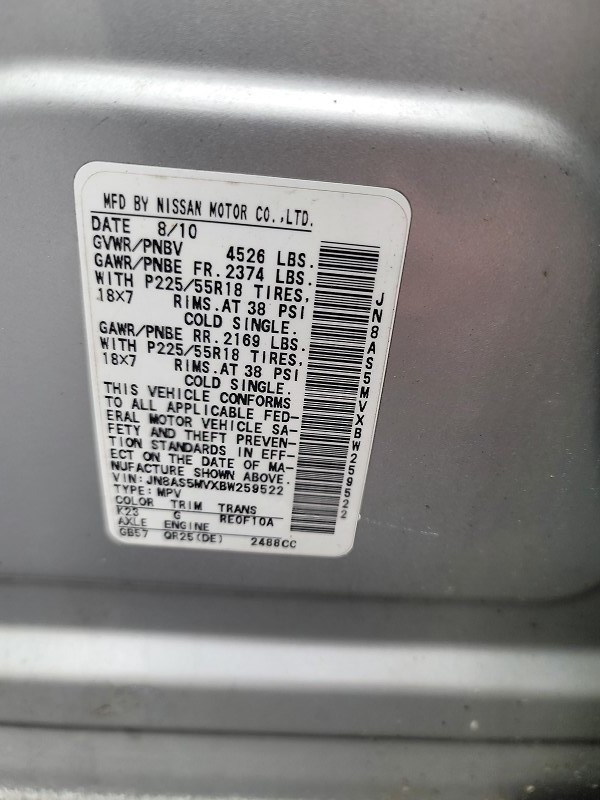 MFD BY NISSAN MOTOR CO.,LTD.
DATE 8/10
GVWR/PNBV 4526 LBS.
GAWR/PNBE FR. 2374 LBS.
WITH P225/55R18 TIRES,
18X7 RIMS.AT 38 PSI
COLD SINGLE.
GAWR/PNBE RR. 2169 LBS.
WITH P225/55R18 TIRES,
18X7 RIMS.AT 38 PSI
COLD SINGLE.
THIS VEHICLE CONFORMS
TO ALL APPLICABLE FED-
ERAL MOTOR VEHICLE SA-
FETY AND THEFT PREVEN-
TION STANDARDS IN EFF-
ECT ON THE DATE OF MA-
NUFACTURE SHOWN ABOVE.
VIN:JN8AS5MVXBW259522
TYPE:MPV
COLOR TRIM TRANS
K23 G RE0F10A
AXLE ENGINE
GB57 QR25(DE) 2488CC
JN8AS5MVXBW259522